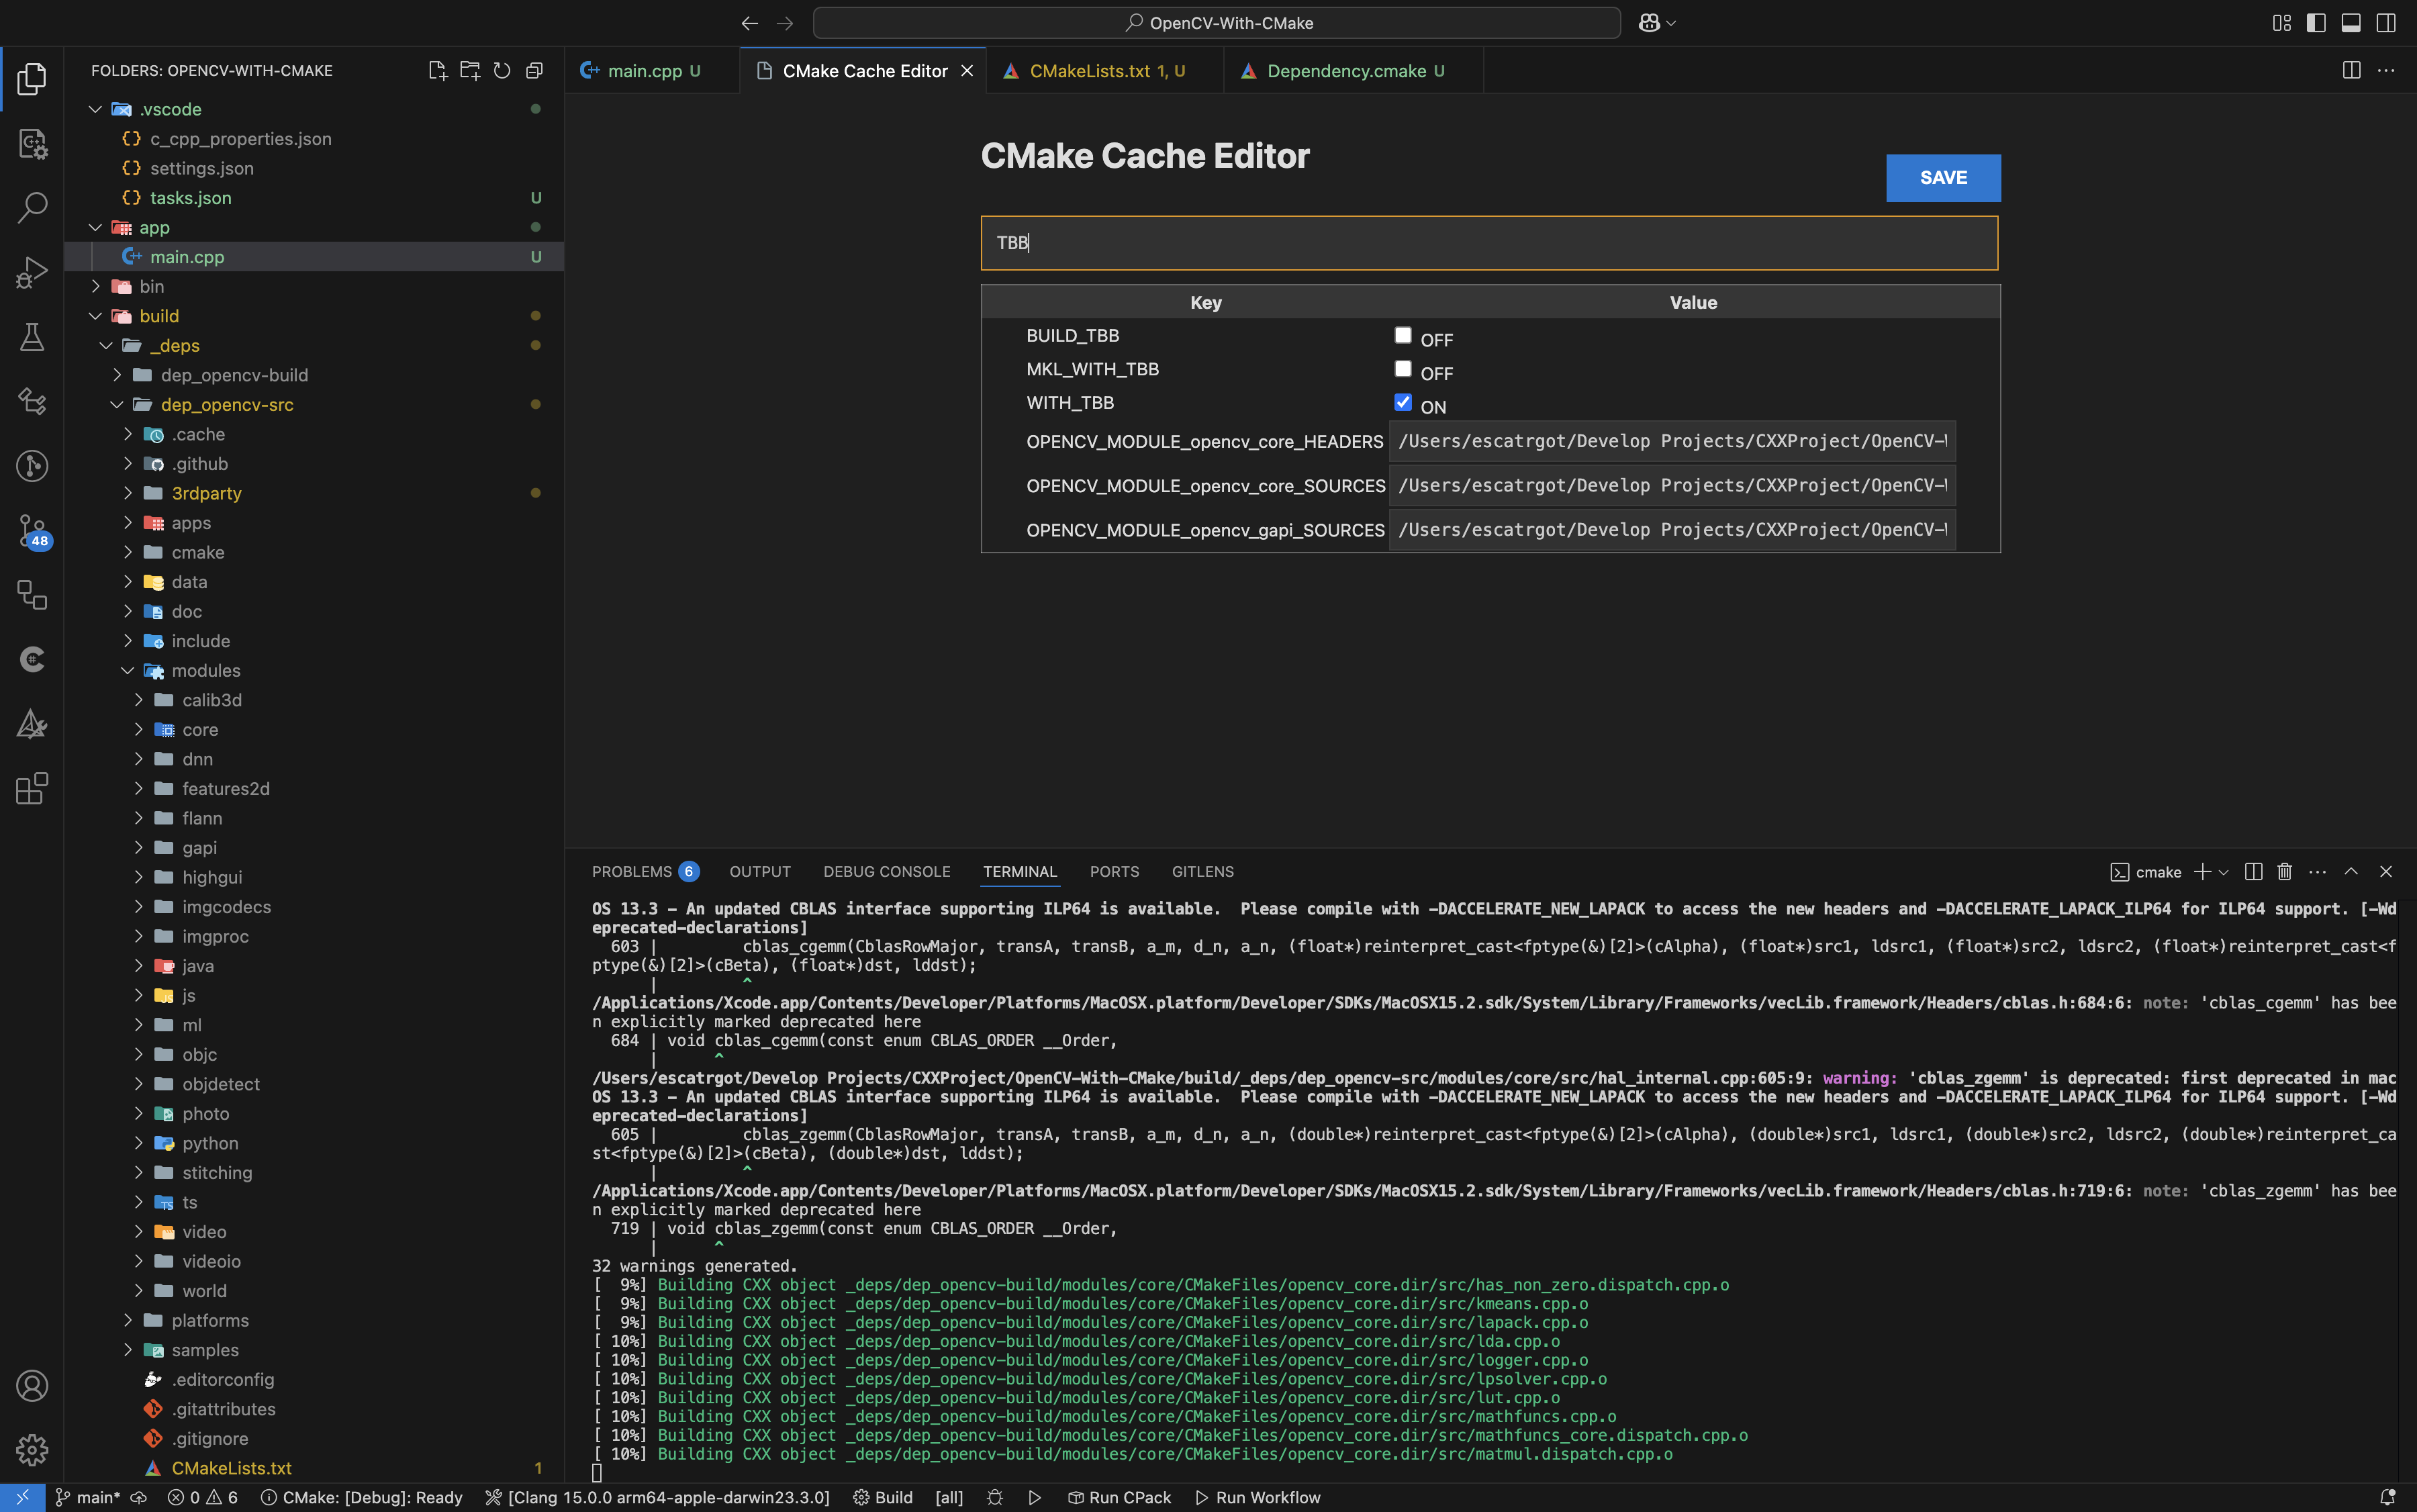 OpenCV-With-CMake
FOLDERS: OPENCV-WITH-CMAKE
.vscode
c_cpp_properties.json
settings.json
tasks.json U
app
main.cpp U
bin
build
_deps
dep_opencv-build
dep_opencv-src
.cache
.github
3rdparty
apps
cmake
data
doc
include
modules
calib3d
core
dnn
features2d
flann
gapi
highgui
imgcodecs
imgproc
java
js
ml
objc
objdetect
photo
python
stitching
ts
video
videoio
world
platforms
samples
.editorconfig
.gitattributes
.gitignore
CMakeLists.txt 1
48
main.cpp U
CMake Cache Editor
CMakeLists.txt 1, U
Dependency.cmake U
CMake Cache Editor
SAVE
TBB
Key Value
BUILD_TBB OFF
MKL_WITH_TBB OFF
WITH_TBB ON
OPENCV_MODULE_opencv_core_HEADERS /Users/escatrgot/Develop Projects/CXXProject/OpenCV-
OPENCV_MODULE_opencv_core_SOURCES /Users/escatrgot/Develop Projects/CXXProject/OpenCV-
OPENCV_MODULE_opencv_gapi_SOURCES /Users/escatrgot/Develop Projects/CXXProject/OpenCV-
PROBLEMS 6 OUTPUT DEBUG CONSOLE TERMINAL PORTS GITLENS
cmake
OS 13.3 - An updated CBLAS interface supporting ILP64 is available.  Please compile with -DACCELERATE_NEW_LAPACK to access the new headers and -DACCELERATE_LAPACK_ILP64 for ILP64 support. [-Wd
eprecated-declarations]
603 |         cblas_cgemm(CblasRowMajor, transA, transB, a_m, d_n, a_n, (float*)reinterpret_cast<fptype(&)[2]>(cAlpha), (float*)src1, ldsrc1, (float*)src2, ldsrc2, (float*)reinterpret_cast<f
ptype(&)[2]>(cBeta), (float*)dst, lddst);
|         ^
/Applications/Xcode.app/Contents/Developer/Platforms/MacOSX.platform/Developer/SDKs/MacOSX15.2.sdk/System/Library/Frameworks/vecLib.framework/Headers/cblas.h:684:6: note: 'cblas_cgemm' has bee
n explicitly marked deprecated here
684 | void cblas_cgemm(const enum CBLAS_ORDER __Order,
|      ^
/Users/escatrgot/Develop Projects/CXXProject/OpenCV-With-CMake/build/_deps/dep_opencv-src/modules/core/src/hal_internal.cpp:605:9: warning: 'cblas_zgemm' is deprecated: first deprecated in mac
OS 13.3 - An updated CBLAS interface supporting ILP64 is available.  Please compile with -DACCELERATE_NEW_LAPACK to access the new headers and -DACCELERATE_LAPACK_ILP64 for ILP64 support. [-Wd
eprecated-declarations]
605 |         cblas_zgemm(CblasRowMajor, transA, transB, a_m, d_n, a_n, (double*)reinterpret_cast<fptype(&)[2]>(cAlpha), (double*)src1, ldsrc1, (double*)src2, ldsrc2, (double*)reinterpret_ca
st<fptype(&)[2]>(cBeta), (double*)dst, lddst);
|         ^
/Applications/Xcode.app/Contents/Developer/Platforms/MacOSX.platform/Developer/SDKs/MacOSX15.2.sdk/System/Library/Frameworks/vecLib.framework/Headers/cblas.h:719:6: note: 'cblas_zgemm' has bee
n explicitly marked deprecated here
719 | void cblas_zgemm(const enum CBLAS_ORDER __Order,
|      ^
32 warnings generated.
[  9%] Building CXX object _deps/dep_opencv-build/modules/core/CMakeFiles/opencv_core.dir/src/has_non_zero.dispatch.cpp.o
[  9%] Building CXX object _deps/dep_opencv-build/modules/core/CMakeFiles/opencv_core.dir/src/kmeans.cpp.o
[  9%] Building CXX object _deps/dep_opencv-build/modules/core/CMakeFiles/opencv_core.dir/src/lapack.cpp.o
[ 10%] Building CXX object _deps/dep_opencv-build/modules/core/CMakeFiles/opencv_core.dir/src/lda.cpp.o
[ 10%] Building CXX object _deps/dep_opencv-build/modules/core/CMakeFiles/opencv_core.dir/src/logger.cpp.o
[ 10%] Building CXX object _deps/dep_opencv-build/modules/core/CMakeFiles/opencv_core.dir/src/lpsolver.cpp.o
[ 10%] Building CXX object _deps/dep_opencv-build/modules/core/CMakeFiles/opencv_core.dir/src/lut.cpp.o
[ 10%] Building CXX object _deps/dep_opencv-build/modules/core/CMakeFiles/opencv_core.dir/src/mathfuncs.cpp.o
[ 10%] Building CXX object _deps/dep_opencv-build/modules/core/CMakeFiles/opencv_core.dir/src/mathfuncs_core.dispatch.cpp.o
[ 10%] Building CXX object _deps/dep_opencv-build/modules/core/CMakeFiles/opencv_core.dir/src/matmul.dispatch.cpp.o
main* 0 6 CMake: [Debug]: Ready [Clang 15.0.0 arm64-apple-darwin23.3.0] Build [all] Run CPack Run Workflow